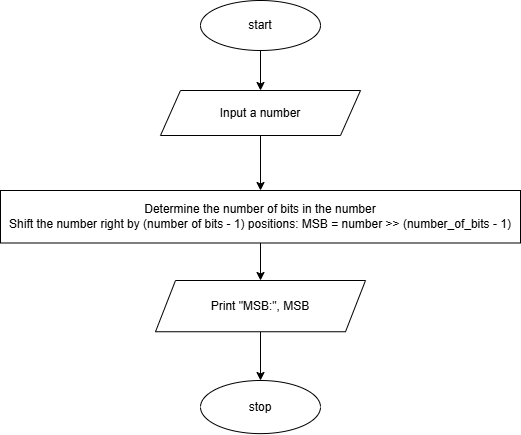 start
Input a number
Determine the number of bits in the number
Shift the number right by (number of bits - 1) positions: MSB = number >> (number_of_bits - 1)
Print "MSB:", MSB
stop